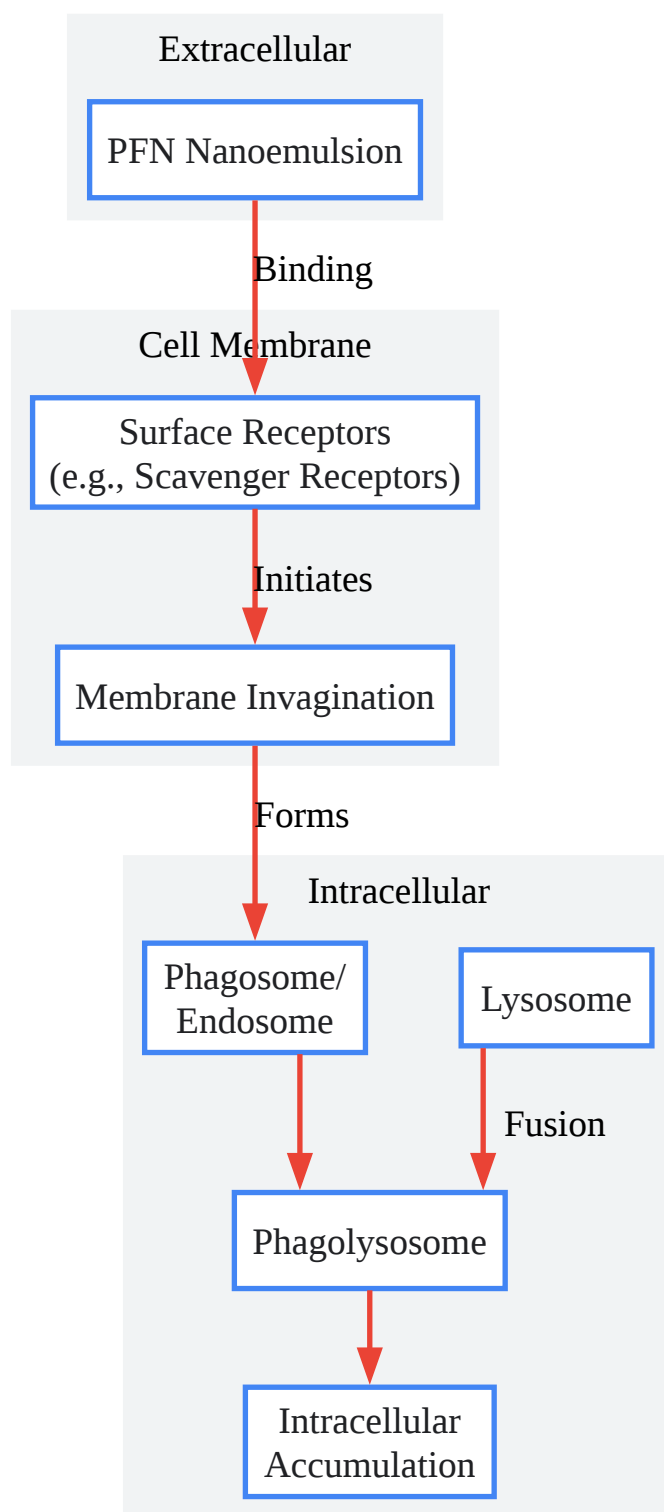 Extracellular
PFN Nanoemulsion
Binding
Cell Membrane
Surface Receptors
(e.g., Scavenger Receptors)
Initiates
Membrane Invagination
Forms
Intracellular
Phagosome/
Endosome
Lysosome
Fusion
Phagolysosome
Intracellular
Accumulation